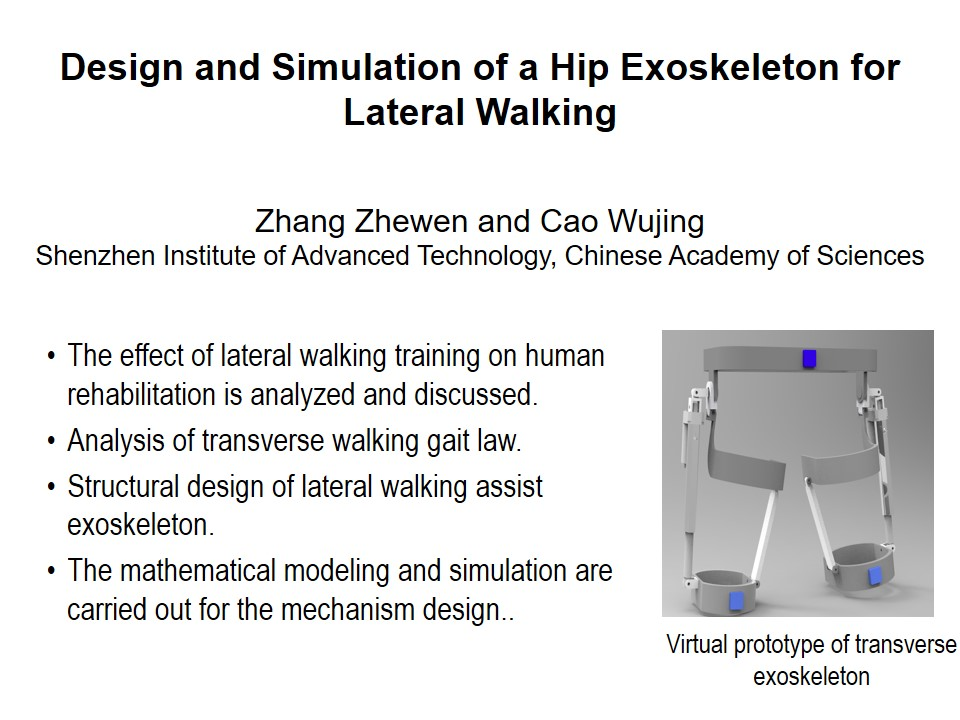 Design and Simulation of a Hip Exoskeleton for
Lateral Walking
Zhang Zhewen and Cao Wujing
Shenzhen Institute of Advanced Technology, Chinese Academy of Sciences
• The effect of lateral walking training on human
rehabilitation is analyzed and discussed.
• Analysis of transverse walking gait law.
• Structural design of lateral walking assist
exoskeleton.
• The mathematical modeling and simulation are
carried out for the mechanism design..
Virtual prototype of transverse
exoskeleton